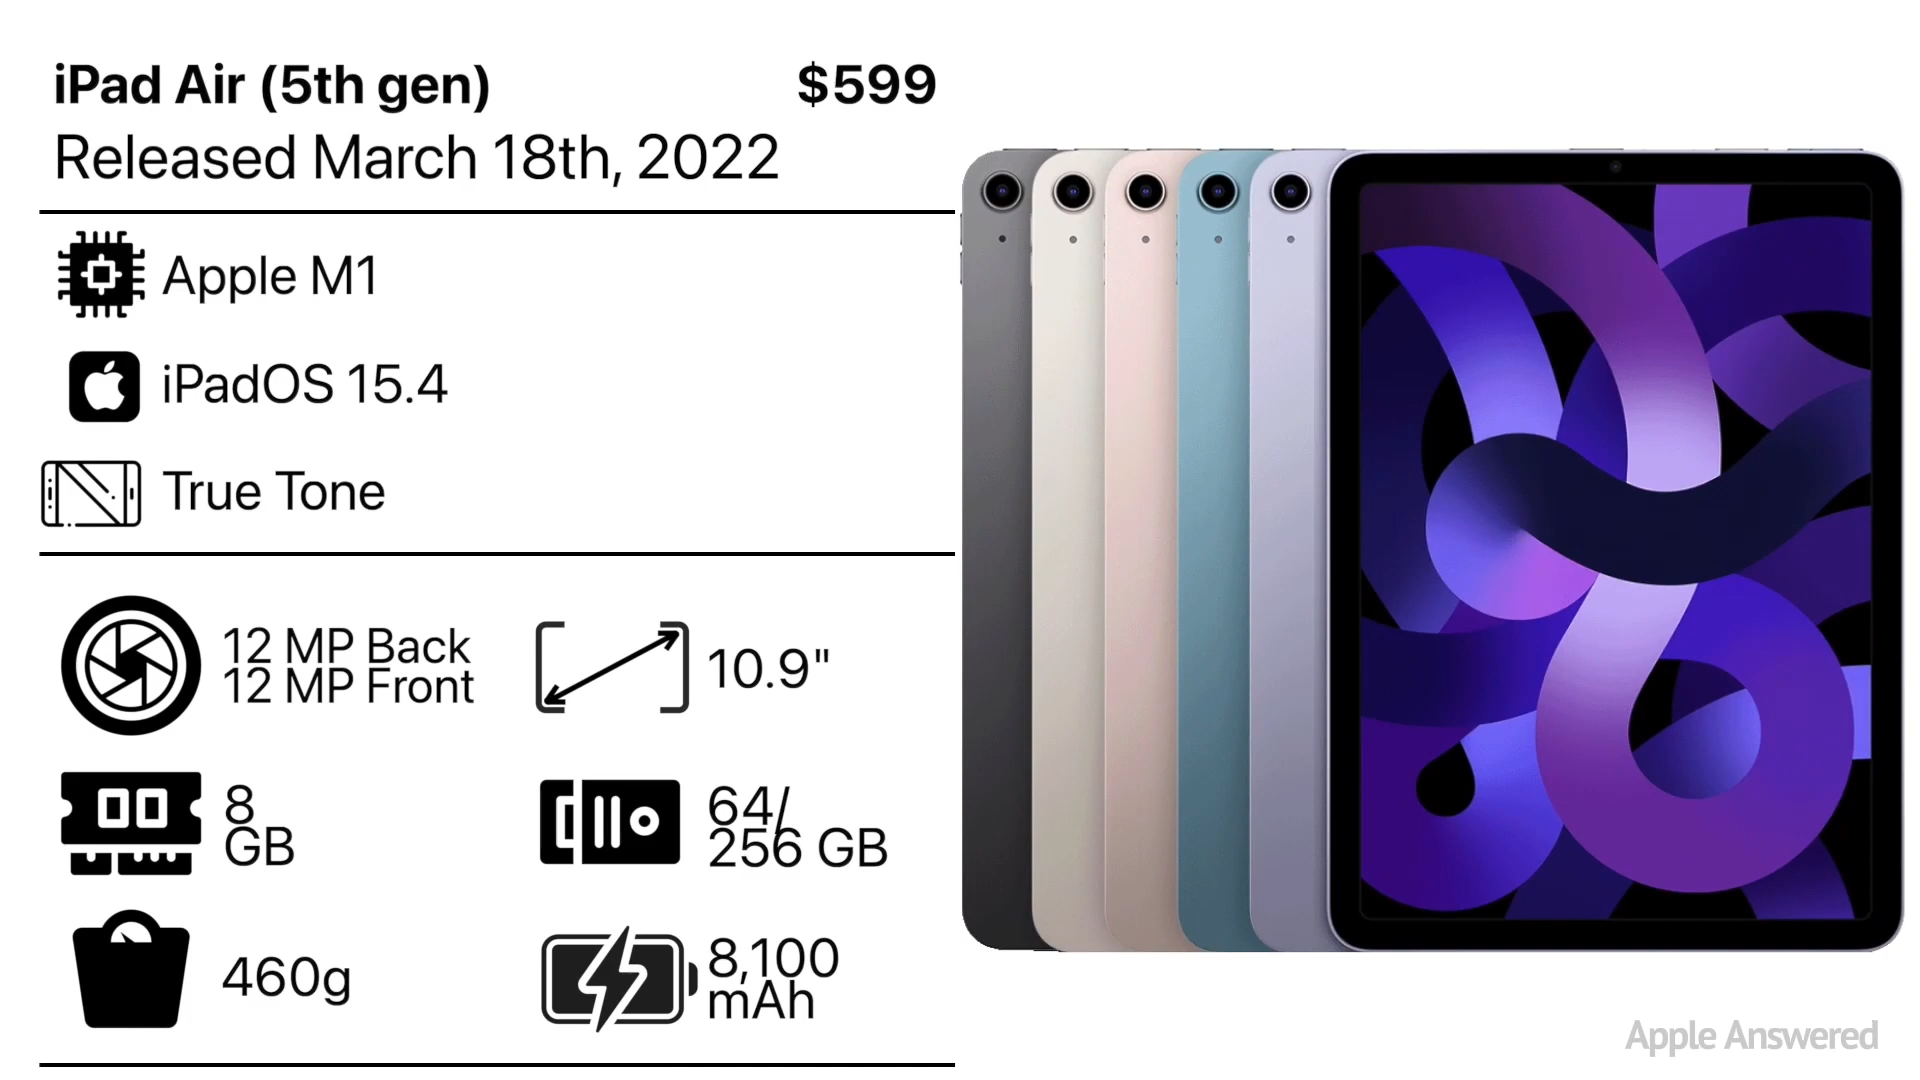 iPad Air (5th gen) $599
Released March 18th, 2022
Apple M1
iPadOS 15.4
True Tone
12 MP Back
12 MP Front
10.9"
8
GB
64/
256 GB
460g
8,100
mAh
Apple Answered